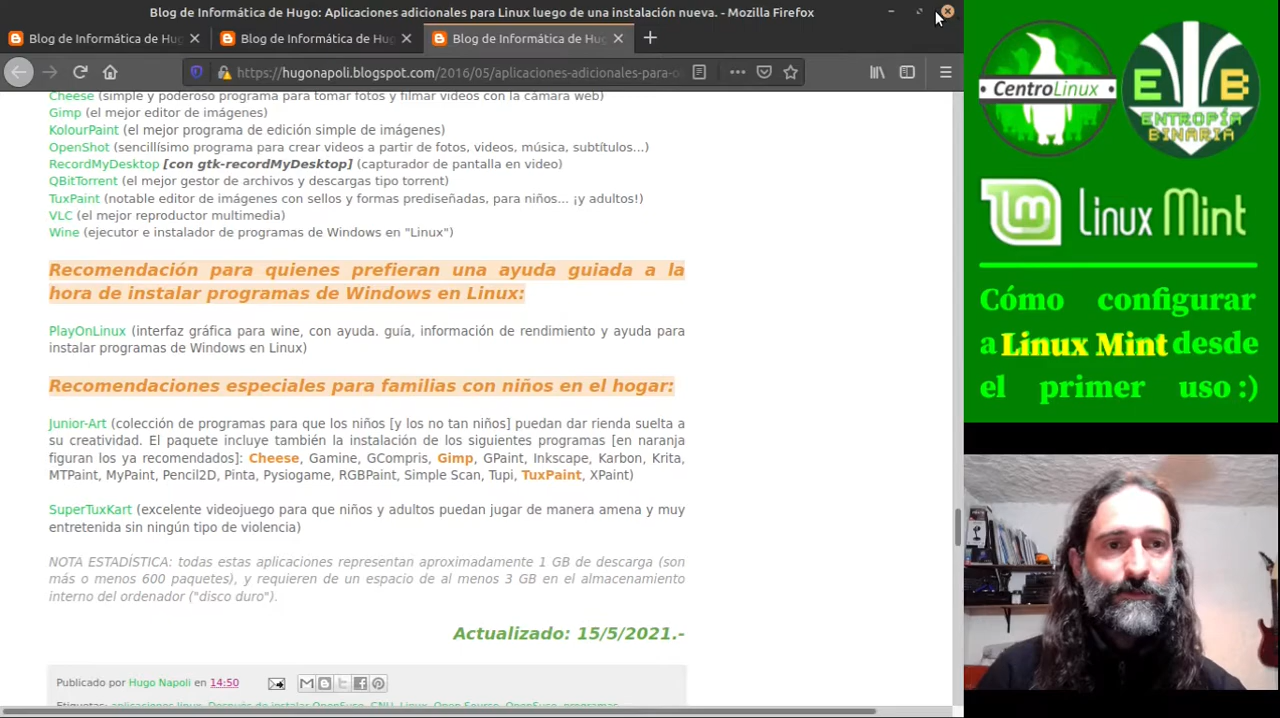 Blog de Informática de Hugo: Aplicaciones adicionales para Linux luego de una instalación nueva. - Mozilla Firefox
Blog de Informática de Hu
Blog de Informática de Hu
Blog de Informática de Hug
https://hugonapoli.blogspot.com/2016/05/aplicaciones-adicionales-para-o
Cheese (simple y poderoso programa para tomar fotos y filmar videos con la cámara web)
Gimp (el mejor editor de imágenes)
KolourPaint (el mejor programa de edición simple de imágenes)
OpenShot (sencillísimo programa para crear videos a partir de fotos, videos, música, subtítulos...)
RecordMyDesktop [con gtk-recordMyDesktop] (capturador de pantalla en video)
QBitTorrent (el mejor gestor de archivos y descargas tipo torrent)
TuxPaint (notable editor de imágenes con sellos y formas prediseñadas, para niños... ¡y adultos!)
VLC (el mejor reproductor multimedia)
Wine (ejecutor e instalador de programas de Windows en "Linux")
Recomendación para quienes prefieran una ayuda guiada a la
hora de instalar programas de Windows en Linux:
PlayOnLinux (interfaz gráfica para wine, con ayuda. guía, información de rendimiento y ayuda para
instalar programas de Windows en Linux)
Recomendaciones especiales para familias con niños en el hogar:
Junior-Art (colección de programas para que los niños [y los no tan niños] puedan dar rienda suelta a
su creatividad. El paquete incluye también la instalación de los siguientes programas [en naranja
figuran los ya recomendados]: Cheese, Gamine, GCompris, Gimp, GPaint, Inkscape, Karbon, Krita,
MTPaint, MyPaint, Pencil2D, Pinta, Pysiogame, RGBPaint, Simple Scan, Tupi, TuxPaint, XPaint)
SuperTuxKart (excelente videojuego para que niños y adultos puedan jugar de manera amena y muy
entretenida sin ningún tipo de violencia)
NOTA ESTADÍSTICA: todas estas aplicaciones representan aproximadamente 1 GB de descarga (son
más o menos 600 paquetes), y requieren de un espacio de al menos 3 GB en el almacenamiento
interno del ordenador ("disco duro").
Actualizado: 15/5/2021.-
Publicado por Hugo Napoli en 14:50
Etiquetas: aplicaciones linux, Después de instalar OpenSuse, GNU, Linux, Open Source, OpenSuse, programas
CentroLinux
E B
ENTROPÍA
BINARIA
Linux Mint
Cómo configurar
a Linux Mint desde
el primer uso :)